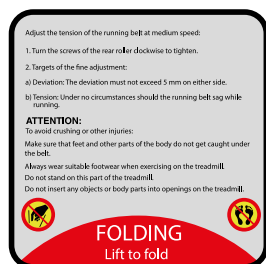 Adjust the tension of the running belt at medium speed:
1. Turn the screws of the rear roller clockwise to tighten.
2. Targets of the fine adjustment:
a) Deviation: The deviation must not exceed 5 mm on either side.
b) Tension: Under no circumstances should the running belt sag while
running.
ATTENTION:
To avoid crushing or other injuries:
Make sure that feet and other parts of the body do not get caught under
the belt.
Always wear suitable footwear when exercising on the treadmill.
Do not stand on this part of the treadmill.
Do not insert any objects or body parts into openings on the treadmill.
FOLDING
Lift to fold